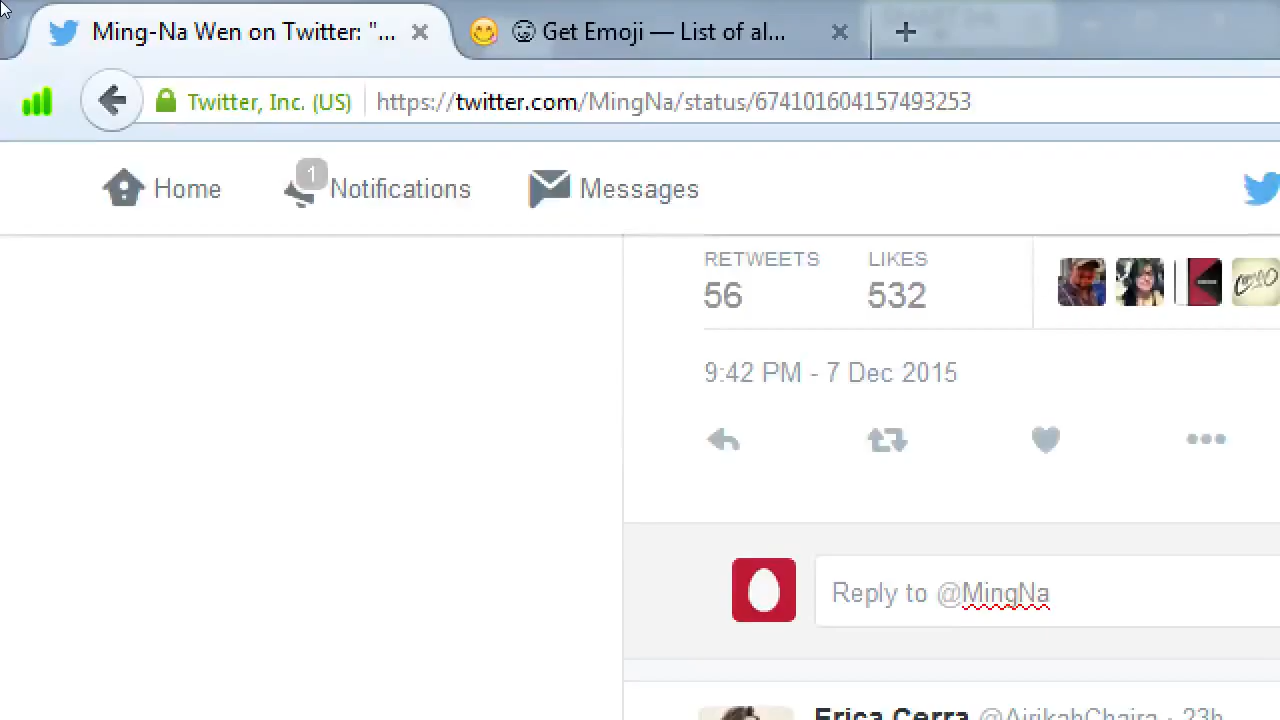 Ming-Na Wen on Twitter: "...
😨 Get Emoji — List of al...
Twitter, Inc. (US)
https://twitter.com/MingNa/status/674101604157493253
Home
1
Notifications
Messages
RETWEETS
LIKES
56
532
9:42 PM - 7 Dec 2015
Reply to @MingNa
Erica Cerra @AirikahChaira · 23h